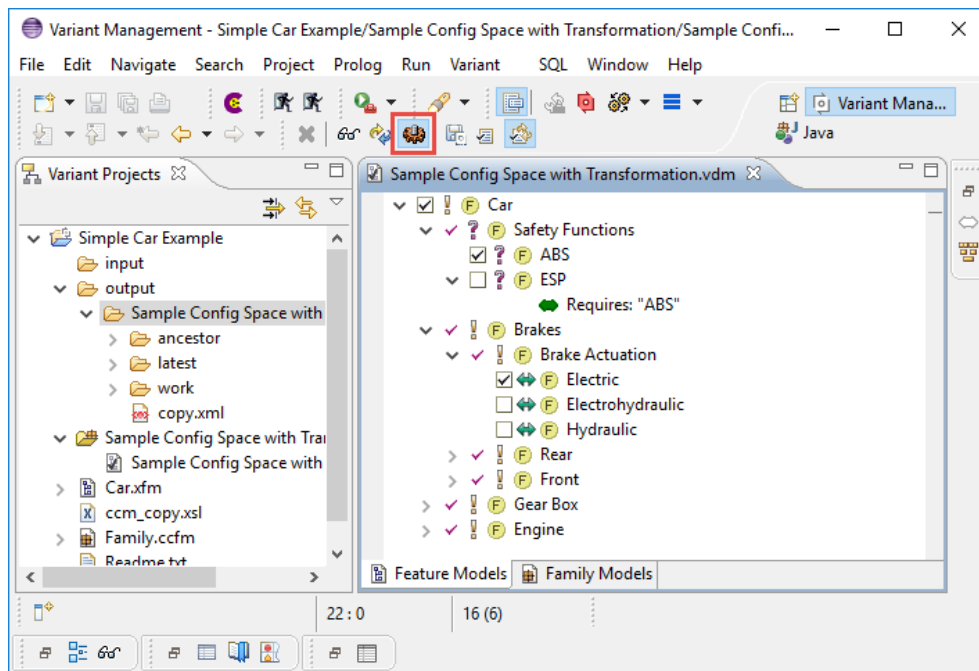 Variant Management - Simple Car Example/Sample Config Space with Transformation/Sample Confi...
File Edit Navigate Search Project Prolog Run Variant SQL Window Help
Variant Mana...
Java
Variant Projects
Simple Car Example
input
output
Sample Config Space with
ancestor
latest
work
copy.xml
Sample Config Space with Tra
Sample Config Space with
Car.xfm
ccm_copy.xsl
Family.ccfm
Readme.txt
Sample Config Space with Transformation.vdm
Car
Safety Functions
ABS
ESP
Requires: "ABS"
Brakes
Brake Actuation
Electric
Electrohydraulic
Hydraulic
Rear
Front
Gear Box
Engine
Feature Models
Family Models
22 : 0
16 (6)